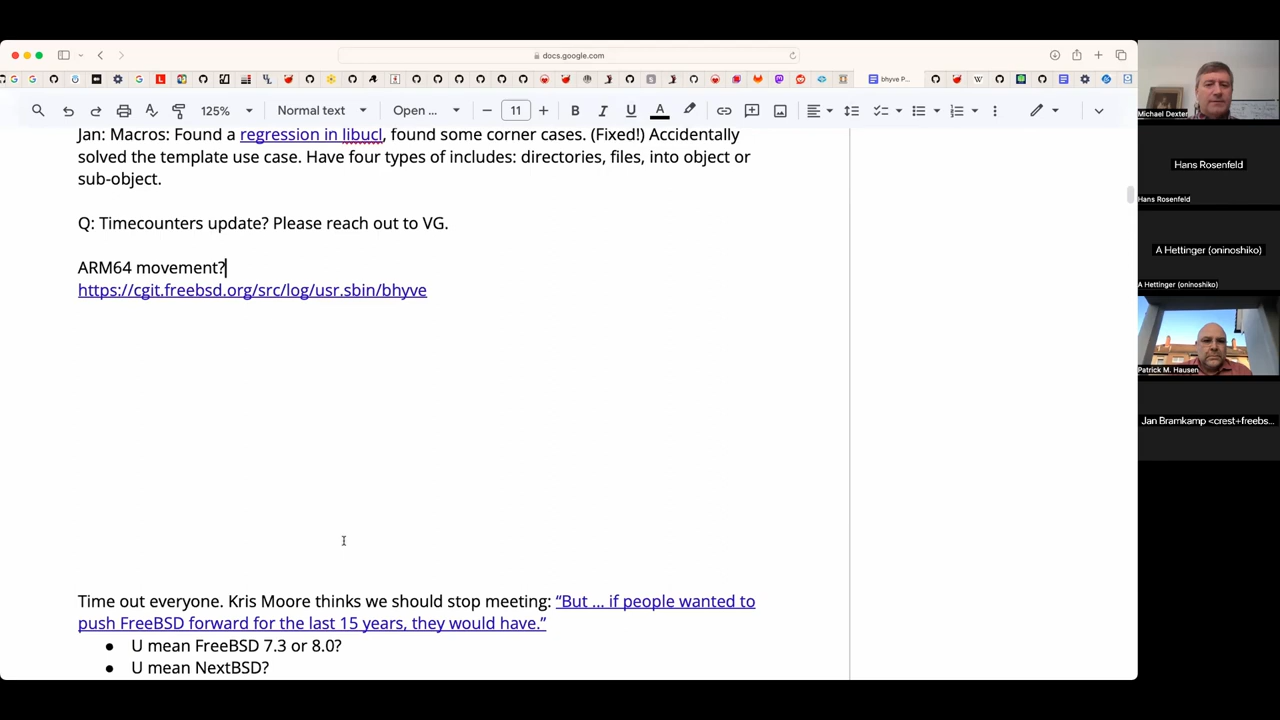 docs.google.com
bhyve P...
125%
Normal text
Open ...
11
Jan: Macros: Found a regression in libucl, found some corner cases. (Fixed!) Accidentally
solved the template use case. Have four types of includes: directories, files, into object or
sub-object.
Q: Timecounters update? Please reach out to VG.
ARM64 movement?
https://cgit.freebsd.org/src/log/usr.sbin/bhyve
Time out everyone. Kris Moore thinks we should stop meeting: “But ... if people wanted to
push FreeBSD forward for the last 15 years, they would have.”
● U mean FreeBSD 7.3 or 8.0?
● U mean NextBSD?
Michael Dexter
Hans Rosenfeld
Hans Rosenfeld
A Hettinger (oninoshiko)
A Hettinger (oninoshiko)
Patrick M. Hausen
Jan Bramkamp <crest+freebs...